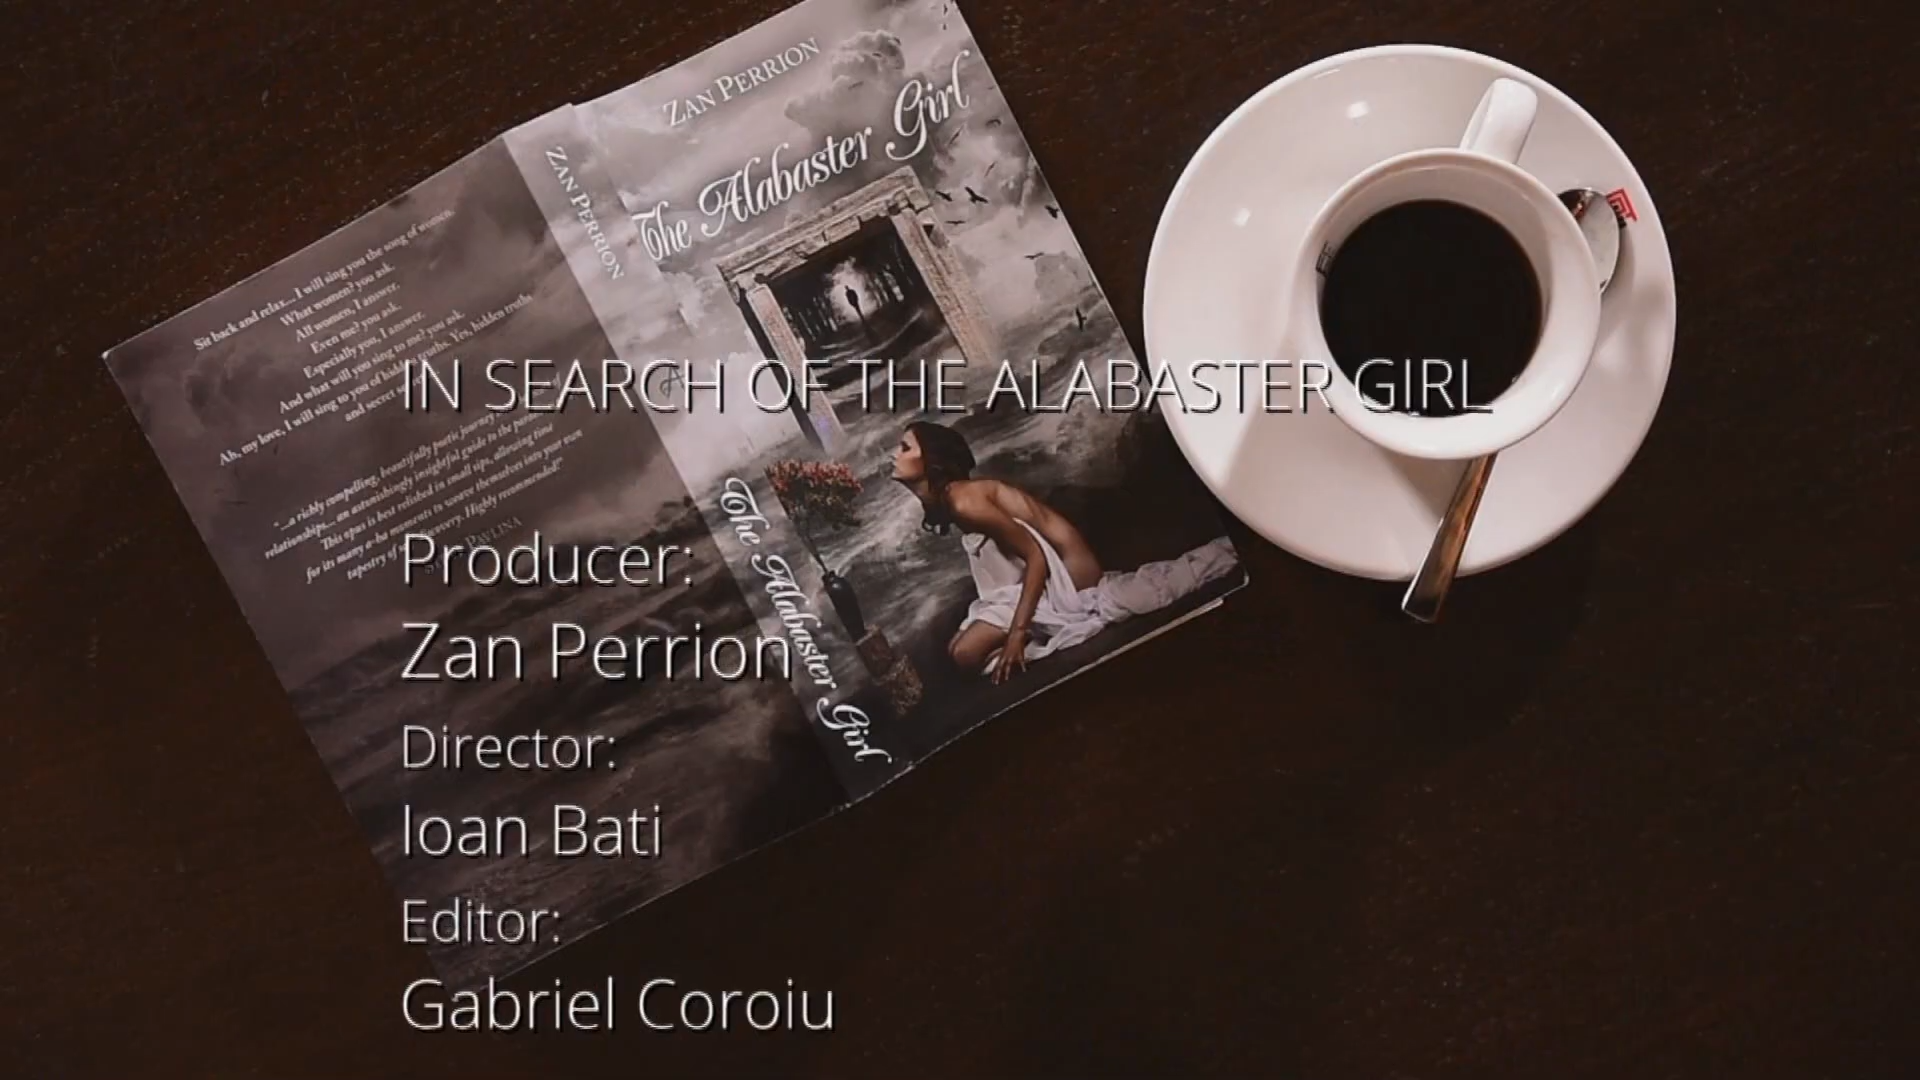 ZAN PERRION
The Alabaster Girl
ZAN PERRION
The Alabaster Girl
Sit back and relax... I will sing you the song of women.
What women? you ask.
All women, I answer.
Even me? you ask.
Especially you, I answer.
And what will you sing to me? you ask.
Ah, my love, I will sing to you of hidden truths. Yes, hidden truths
and secret
"...a richly compelling, beautifully poetic journey
relationships... an astonishingly insightful guide to the
This opus is best relished in small sips, allowing time
for its many a-ha moments to weave themselves into your own
tapestry of discovery. Highly recommended!"
PAVLINA
IN SEARCH OF THE ALABASTER GIRL
Producer:
Zan Perrion
Director:
Ioan Bati
Editor:
Gabriel Coroiu